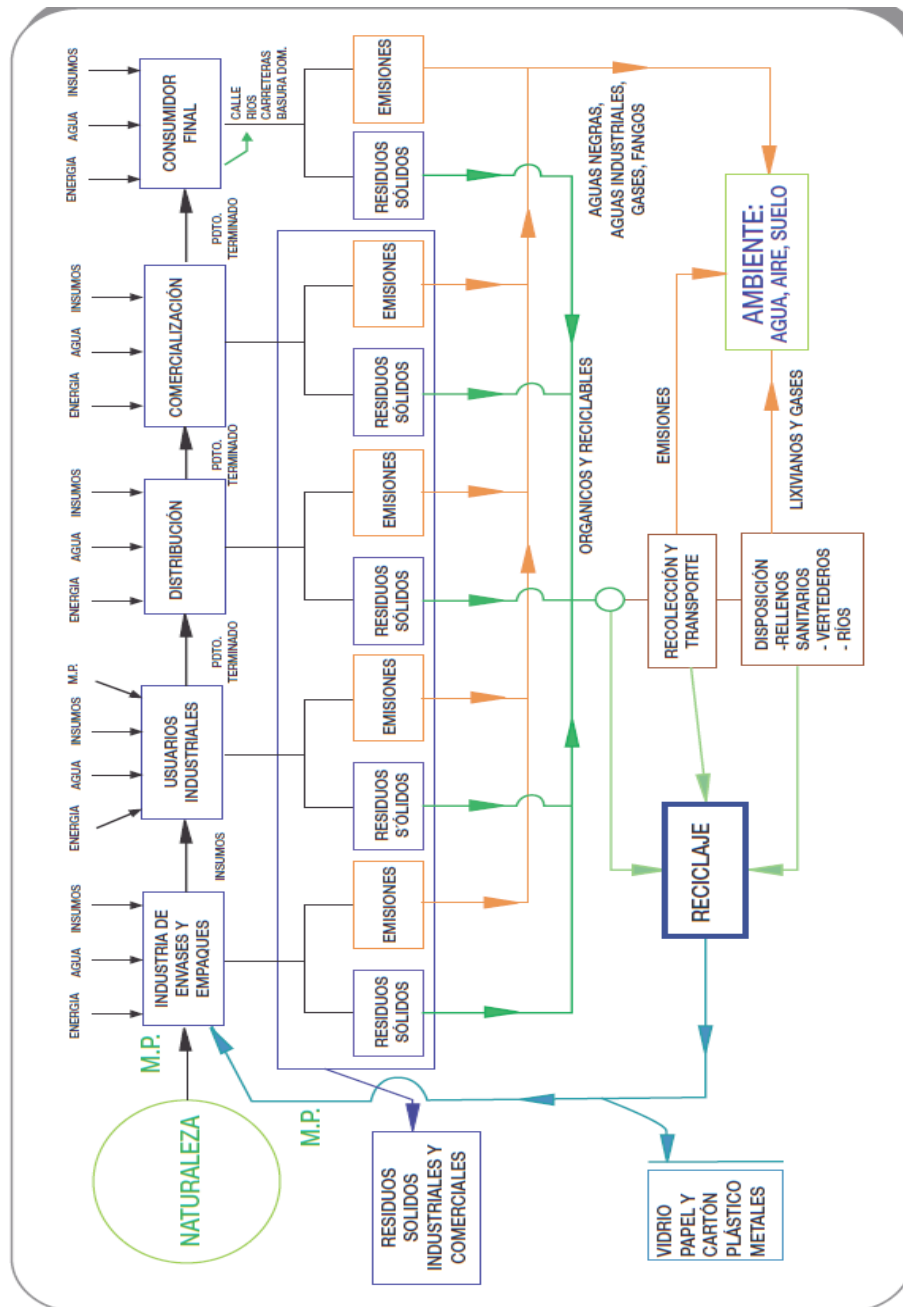 ENERGIA
AGUA
INSUMOS
ENERGIA
AGUA
INSUMOS
M.P.
ENERGIA
AGUA
INSUMOS
ENERGIA
AGUA
INSUMOS
ENERGÍA
AGUA
INSUMOS
NATURALEZA
M.P.
INDUSTRIA DE
ENVASES Y
EMPAQUES
INSUMOS
USUARIOS
INDUSTRIALES
PDTO.
TERMINADO
DISTRIBUCIÓN
PDTO.
TERMINADO
COMERCIALIZACIÓN
PDTO.
TERMINADO
CONSUMIDOR
FINAL
CALLE
RIOS
CARRETERAS
BASURA DOM.
M.P.
RESIDUOS
SÓLIDOS
EMISIONES
RESIDUOS
S´ÓLIDOS
EMISIONES
RESIDUOS
SÓLIDOS
EMISIONES
RESIDUOS
SÓLIDOS
EMISIONES
RESIDUOS
SÓLIDOS
EMISIONES
RESIDUOS
SOLIDOS
INDUSTRIALES Y
COMERCIALES
ORGANICOS Y RECICLABLES
AGUAS NEGRAS,
AGUAS INDUSTRIALES,
GASES, FANGOS
RECICLAJE
RECOLECCIÓN Y
TRANSPORTE
EMISIONES
AMBIENTE:
AGUA, AIRE, SUELO
DISPOSICIÓN
-RELLENOS
SANITARIOS
- VERTEDEROS
- RÍOS
LIXIVIANOS Y GASES
VIDRIO
PAPEL Y
CARTÓN
PLÁSTICO
METALES